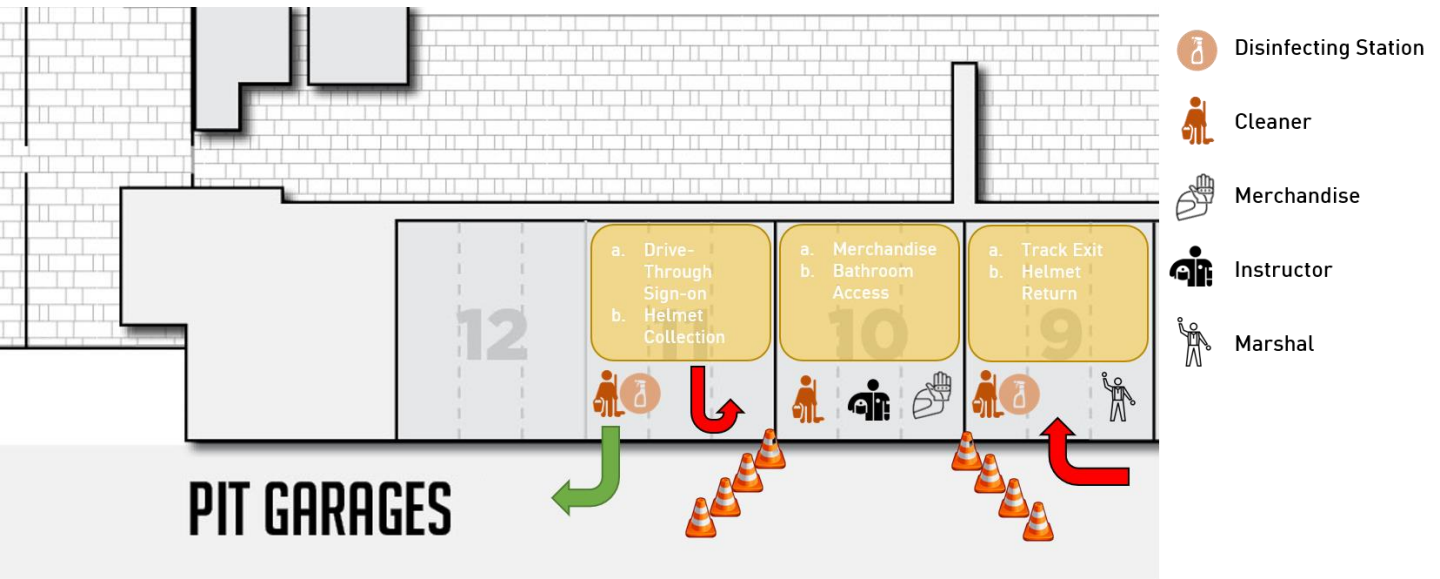 Disinfecting Station
Cleaner
Merchandise
Instructor
Marshal
12
11
a. Drive-
Through
Sign-on
b. Helmet
Collection
10
a. Merchandise
b. Bathroom
Access
9
a. Track Exit
b. Helmet
Return
PIT GARAGES